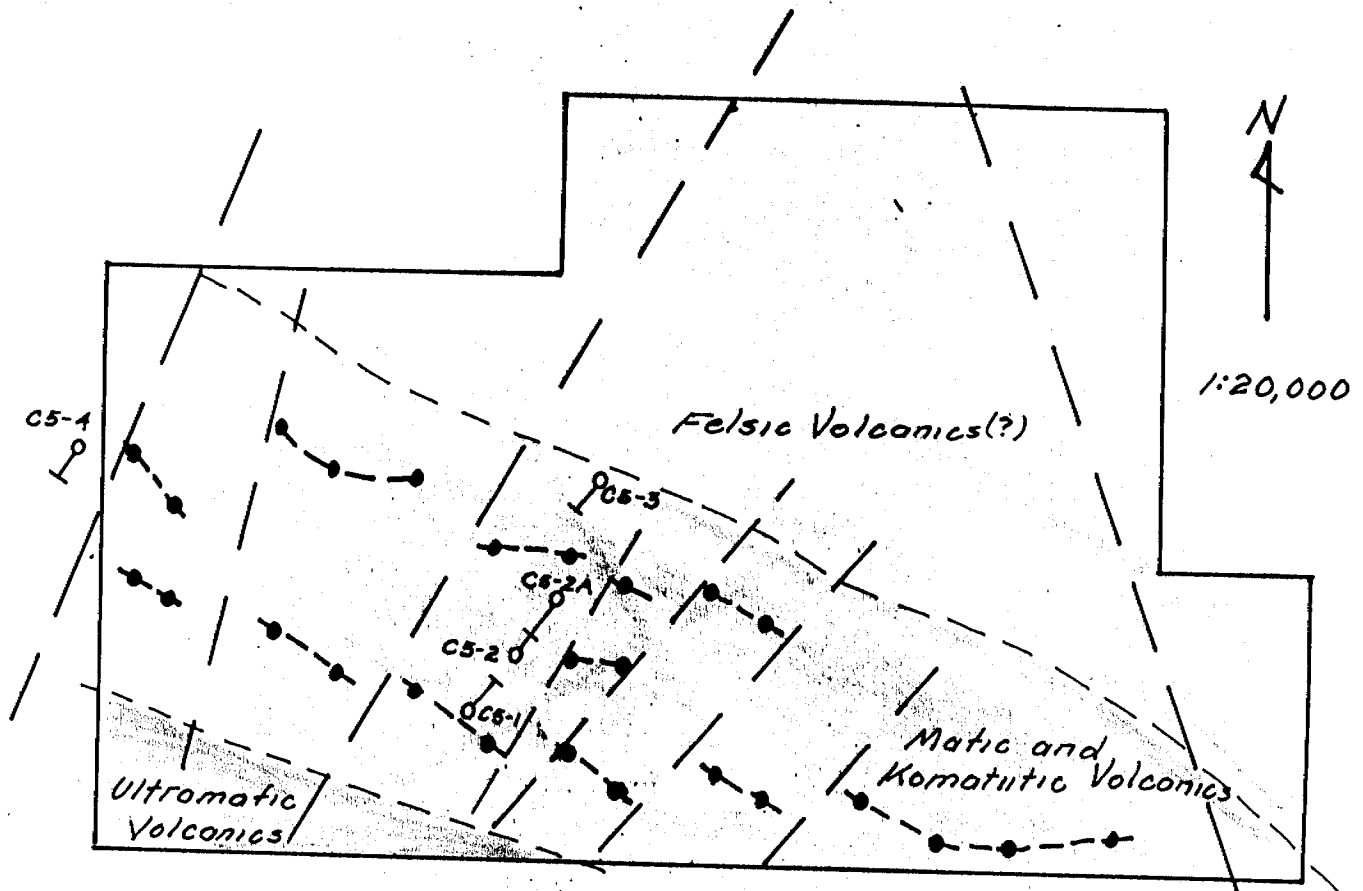 N
1:20,000
C5-4
Felsic Volcanics(?)
C5-3
C5-2A
C5-2
C5-1
Mafic and
Komatiitic Volcanics
Ultramafic
Volcanics